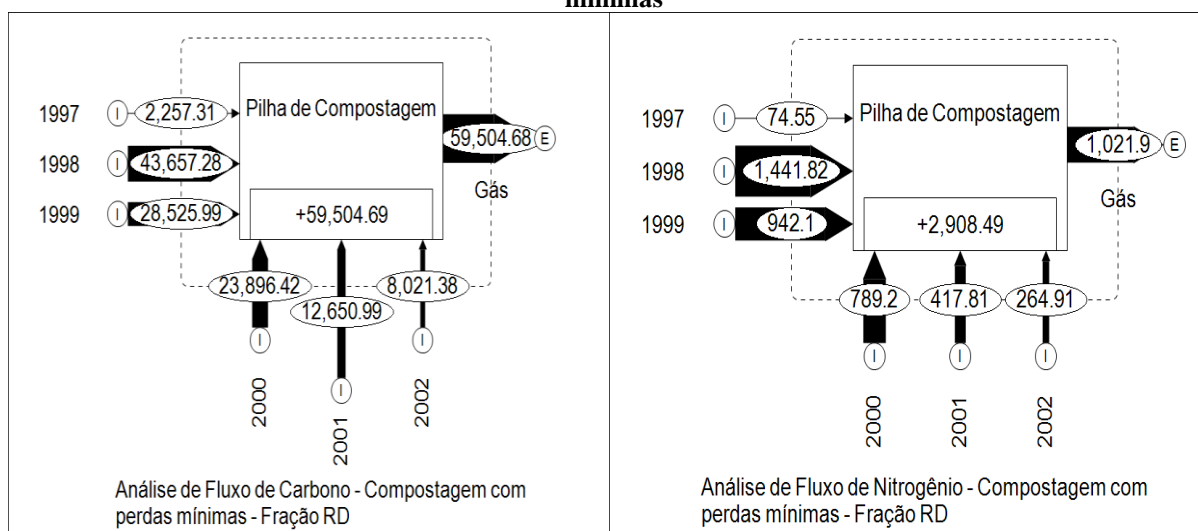 mínimas
Pilha de Compostagem
1997
I
2,257.31
1998
I
43,657.28
59,504.68
E
Gás
1999
I
28,525.99
+59,504.69
23,896.42
8,021.38
12,650.99
I
I
I
2000
2001
2002
Análise de Fluxo de Carbono - Compostagem com
perdas mínimas - Fração RD
Pilha de Compostagem
1997
I
74.55
1,021.9
E
1998
I
1,441.82
Gás
1999
I
942.1
+2,908.49
789.2
417.81
264.91
I
I
I
2000
2001
2002
Análise de Fluxo de Nitrogênio - Compostagem com
perdas mínimas - Fração RD